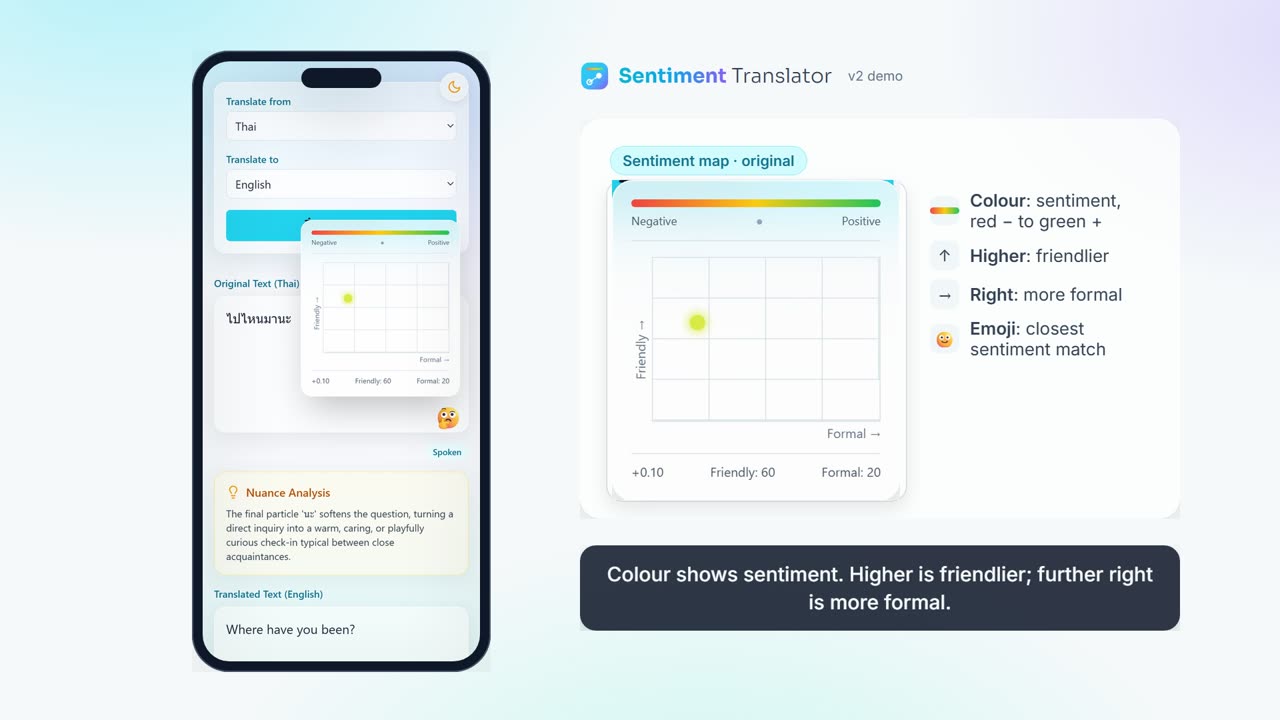 Translate from
Thai
Translate to
English
Negative
Positive
Friendly →
Formal →
+0.10
Friendly: 60
Formal: 20
Original Text (Thai)
ไปไหนมานะ
Spoken
Nuance Analysis
The final particle 'นะ' softens the question, turning a
direct inquiry into a warm, caring, or playfully
curious check-in typical between close
acquaintances.
Translated Text (English)
Where have you been?
Sentiment Translator v2 demo
Sentiment map · original
Negative
Positive
Friendly →
Formal →
+0.10
Friendly: 60
Formal: 20
Colour: sentiment,
red − to green +
↑ Higher: friendlier
→ Right: more formal
Emoji: closest
sentiment match
Colour shows sentiment. Higher is friendlier; further right
is more formal.